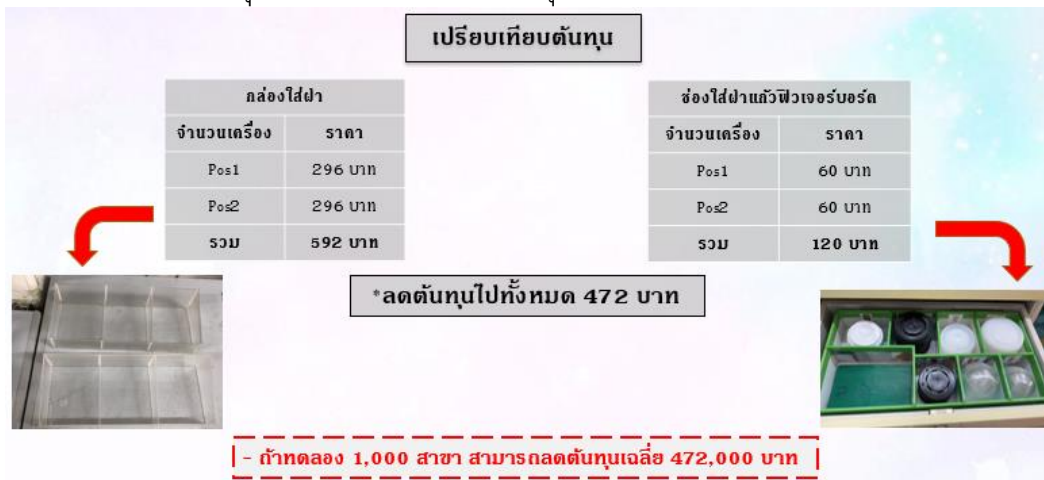 เปรียบเทียบต้นทุน
กล่องใส่ฝา
จำนวนเครื่อง ราคา
Pos1 296 บาท
Pos2 296 บาท
รวม 592 บาท
ช่องใส่ฝาแก้วฟิวเจอร์บอร์ด
จำนวนเครื่อง ราคา
Pos1 60 บาท
Pos2 60 บาท
รวม 120 บาท
*ลดต้นทุนไปทั้งหมด 472 บาท
- ถ้าทดลอง 1,000 สาขา สามารถลดต้นทุนเฉลี่ย 472,000 บาท